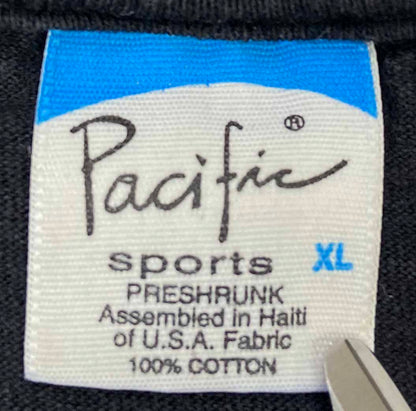 Pacific ®
sports XL
PRESHRUNK
Assembled in Haiti
of U.S.A. Fabric
100% COTTON